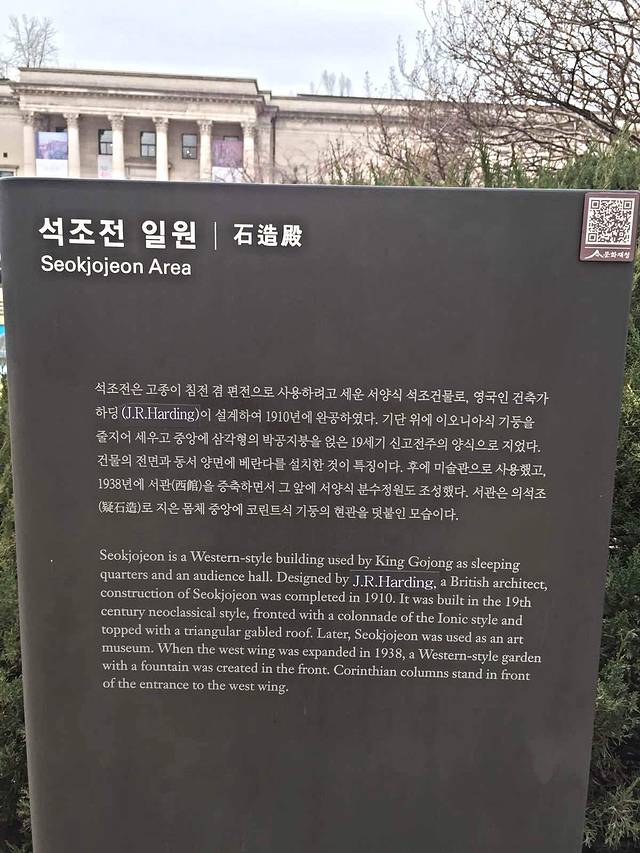 석조전 일원 | 石造殿
Seokjojeon Area
문화재청
석조전은 고종이 침전 겸 편전으로 사용하려고 세운 서양식 석조건물로, 영국인 건축가
하딩(J.R.Harding)이 설계하여 1910년에 완공하였다. 기단 위에 이오니아식 기둥을
줄지어 세우고 중앙에 삼각형의 박공지붕을 얹은 19세기 신고전주의 양식으로 지었다.
건물의 전면과 동서 양면에 베란다를 설치한 것이 특징이다. 후에 미술관으로 사용했고,
1938년에 서관(西館)을 증축하면서 그 앞에 서양식 분수정원도 조성했다. 서관은 의석조
(疑石造)로 지은 몸체 중앙에 코린트식 기둥의 현관을 덧붙인 모습이다.
Seokjojeon is a Western-style building used by King Gojong as sleeping
quarters and an audience hall. Designed by J.R.Harding, a British architect,
construction of Seokjojeon was completed in 1910. It was built in the 19th
century neoclassical style, fronted with a colonnade of the Ionic style and
topped with a triangular gabled roof. Later, Seokjojeon was used as an art
museum. When the west wing was expanded in 1938, a Western-style garden
with a fountain was created in the front. Corinthian columns stand in front
of the entrance to the west wing.